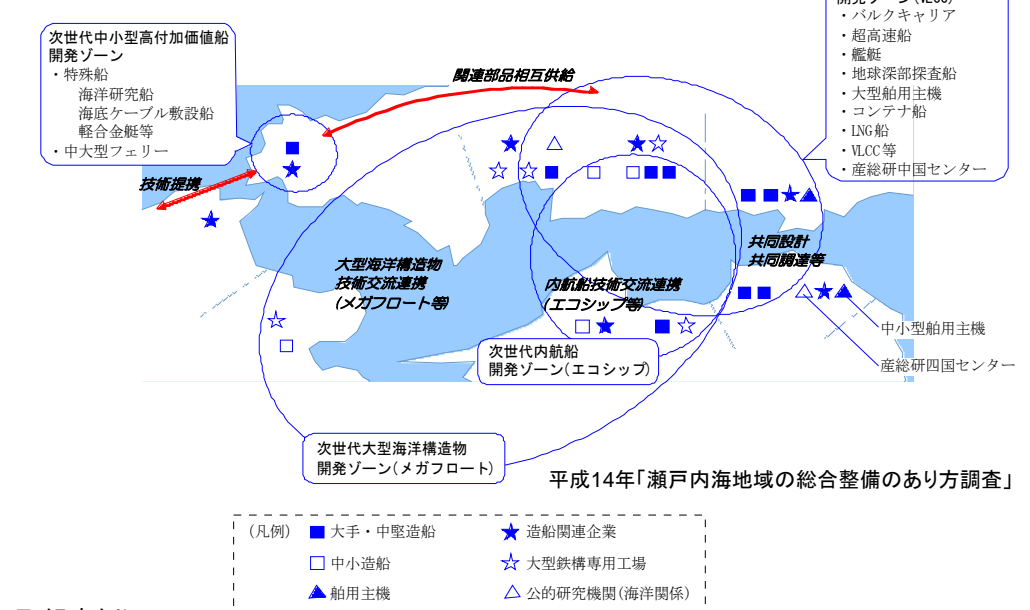 開発ゾーン(VLCC)
・バルクキャリア
・超高速船
・艦艇
・地球深部探査船
・大型舶用主機
・コンテナ船
・LNG船
・VLCC等
・産総研中国センター
次世代中小型高付加価値船
開発ゾーン
・特殊船
海洋研究船
海底ケーブル敷設船
軽合金艇等
・中大型フェリー
関連部品相互供給
技術提携
共同設計
共同調達等
大型海洋構造物
技術交流連携
(メガフロート等)
内航船技術交流連携
(エコシップ等)
中小型舶用主機
次世代内航船
開発ゾーン(エコシップ)
産総研四国センター
次世代大型海洋構造物
開発ゾーン(メガフロート)
平成14年「瀬戸内海地域の総合整備のあり方調査」
(凡例)
大手・中堅造船
造船関連企業
中小造船
大型鉄構専用工場
舶用主機
公的研究機関(海洋関係)